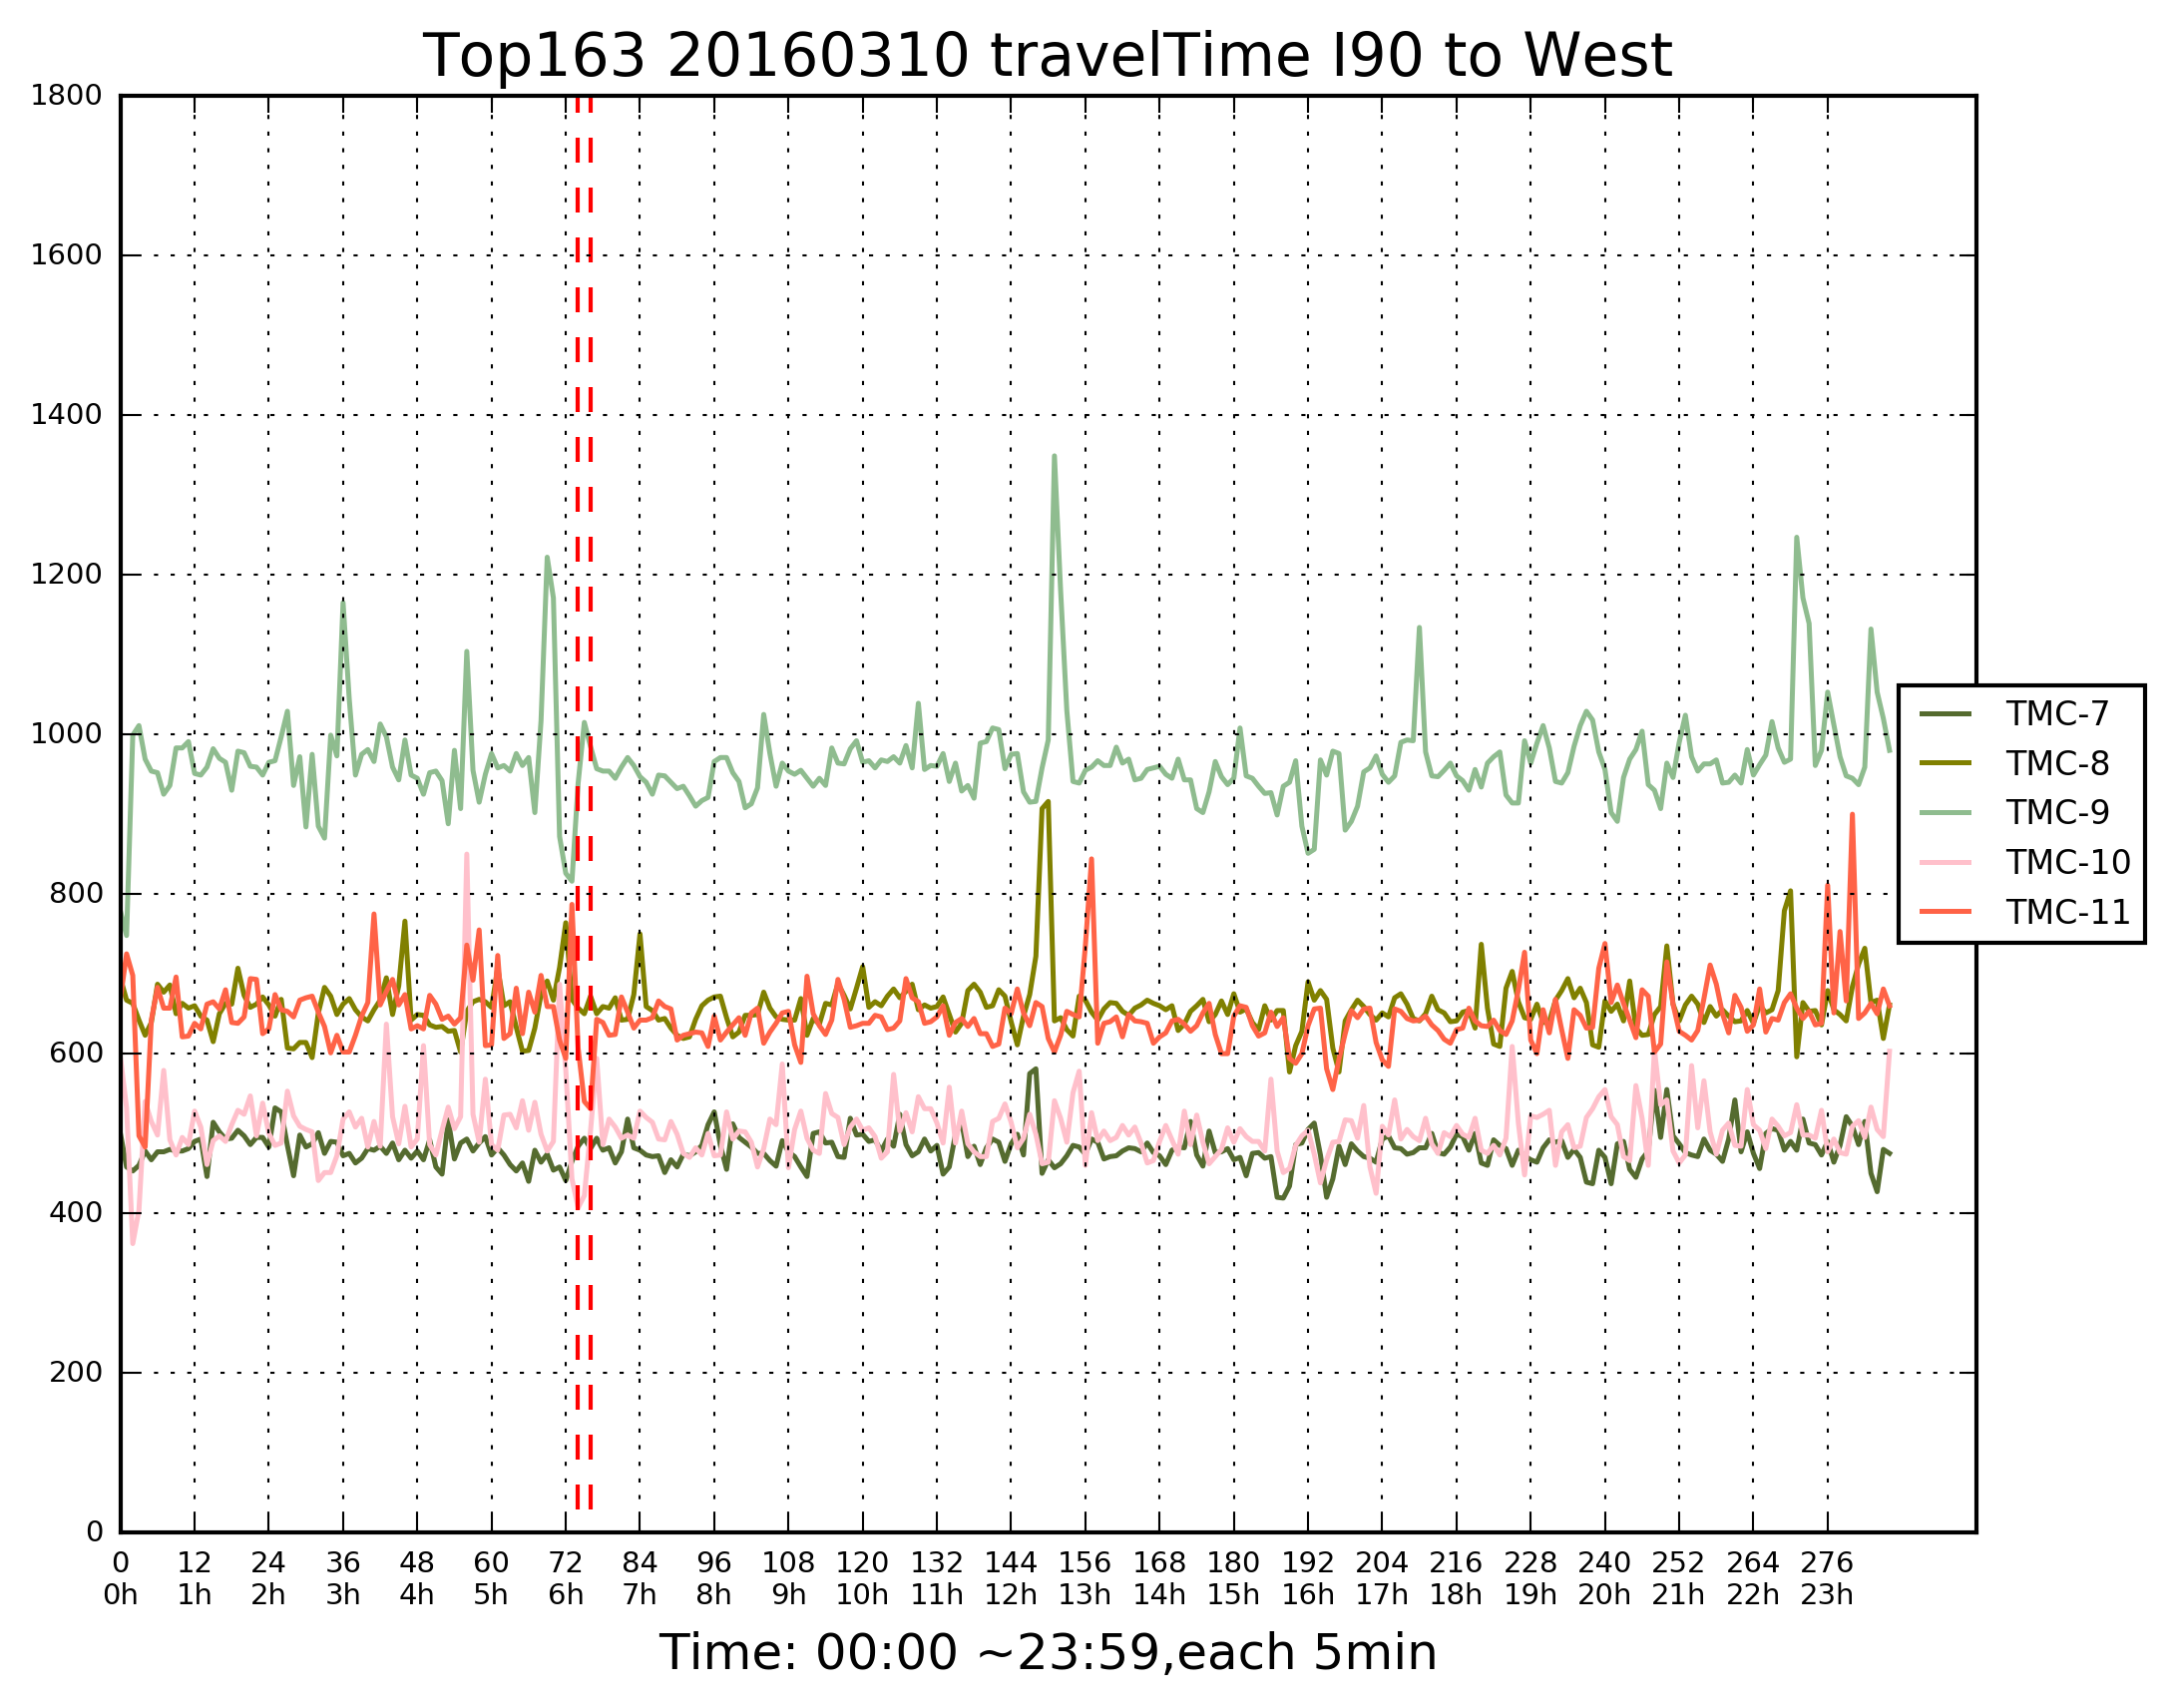 Top163 20160310 travelTime I90 to West
1800
1600
1400
1200
1000
800
600
400
200
0
TMC-7
TMC-8
TMC-9
TMC-10
TMC-11
0 12 24 36 48 60 72 84 96 108 120 132 144 156 168 180 192 204 216 228 240 252 264 276
0h 1h 2h 3h 4h 5h 6h 7h 8h 9h 10h 11h 12h 13h 14h 15h 16h 17h 18h 19h 20h 21h 22h 23h
Time: 00:00 ~23:59,each 5min